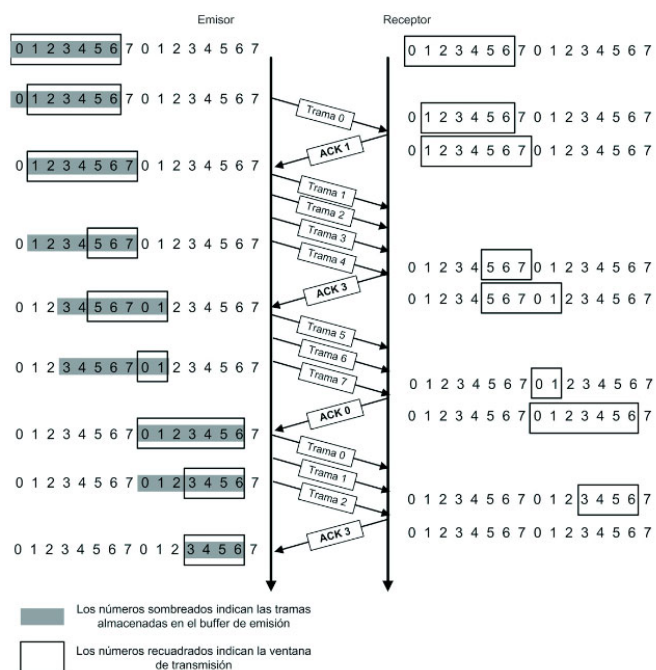 Emisor
Receptor
0 1 2 3 4 5 6 7 0 1 2 3 4 5 6 7
0 1 2 3 4 5 6 7 0 1 2 3 4 5 6 7
0 1 2 3 4 5 6 7 0 1 2 3 4 5 6 7
Trama 0
0 1 2 3 4 5 6 7 0 1 2 3 4 5 6 7
ACK 1
0 1 2 3 4 5 6 7 0 1 2 3 4 5 6 7
0 1 2 3 4 5 6 7 0 1 2 3 4 5 6 7
Trama 1
Trama 2
Trama 3
0 1 2 3 4 5 6 7 0 1 2 3 4 5 6 7
Trama 4
0 1 2 3 4 5 6 7 0 1 2 3 4 5 6 7
ACK 3
0 1 2 3 4 5 6 7 0 1 2 3 4 5 6 7
0 1 2 3 4 5 6 7 0 1 2 3 4 5 6 7
Trama 5
Trama 6
0 1 2 3 4 5 6 7 0 1 2 3 4 5 6 7
Trama 7
0 1 2 3 4 5 6 7 0 1 2 3 4 5 6 7
ACK 0
0 1 2 3 4 5 6 7 0 1 2 3 4 5 6 7
0 1 2 3 4 5 6 7 0 1 2 3 4 5 6 7
Trama 0
Trama 1
0 1 2 3 4 5 6 7 0 1 2 3 4 5 6 7
Trama 2
0 1 2 3 4 5 6 7 0 1 2 3 4 5 6 7
ACK 3
0 1 2 3 4 5 6 7 0 1 2 3 4 5 6 7
0 1 2 3 4 5 6 7 0 1 2 3 4 5 6 7
Los números sombreados indican las tramas
almacenadas en el buffer de emisión
Los números recuadrados indican la ventana
de transmisión